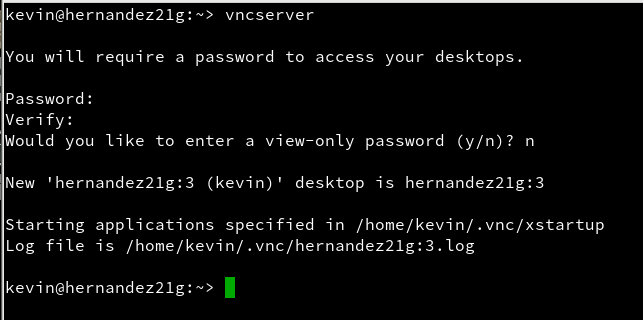 kevin@hernandez21g:~> vncserver
You will require a password to access your desktops.
Password:
Verify:
Would you like to enter a view-only password (y/n)? n
New 'hernandez21g:3 (kevin)' desktop is hernandez21g:3
Starting applications specified in /home/kevin/.vnc/xstartup
Log file is /home/kevin/.vnc/hernandez21g:3.log
kevin@hernandez21g:~>